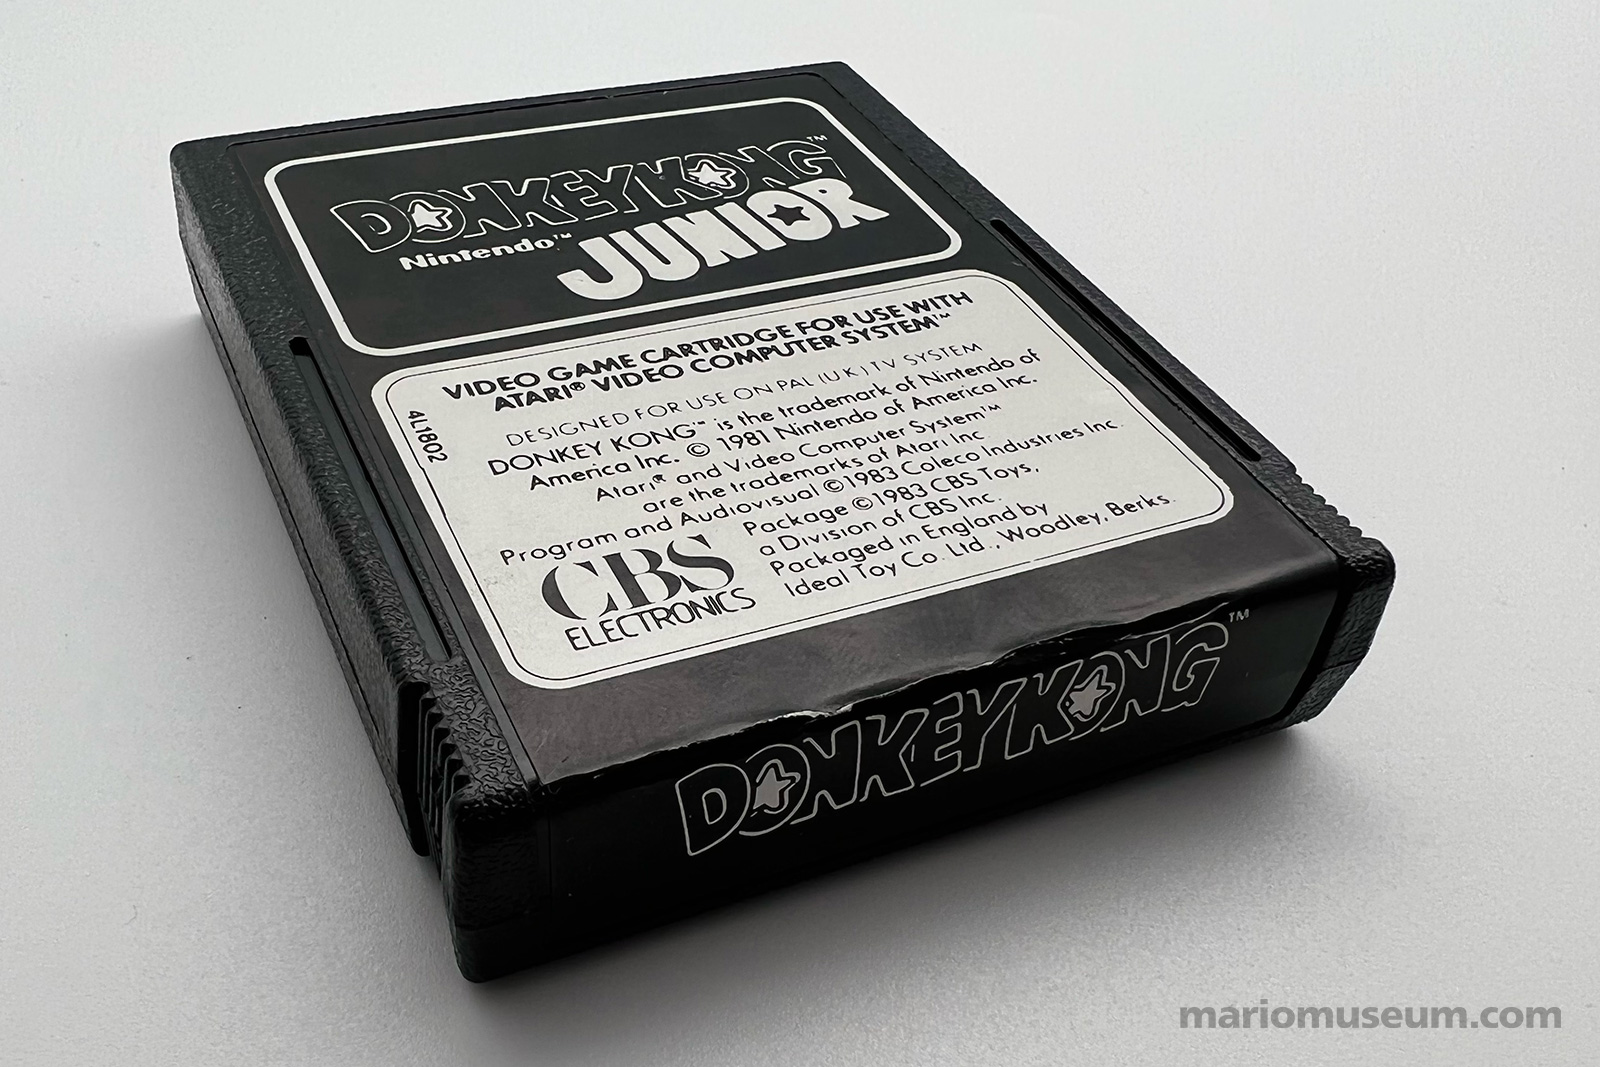 DONKEY KONG™
Nintendo™ JUNIOR
VIDEO GAME CARTRIDGE FOR USE WITH
ATARI® VIDEO COMPUTER SYSTEM™
DESIGNED FOR USE ON PAL (U K) TV SYSTEM
DONKEY KONG™ is the trademark of Nintendo of
America Inc. © 1981 Nintendo of America Inc.
Atari® and Video Computer System™
are the trademarks of Atari Inc
Program and Audiovisual © 1983 Coleco Industries Inc.
Package © 1983 CBS Toys,
a Division of CBS Inc.
Packaged in England by
Ideal Toy Co. Ltd., Woodley, Berks.
4L1802
CBS
ELECTRONICS
DONKEY KONG™
mariomuseum.com